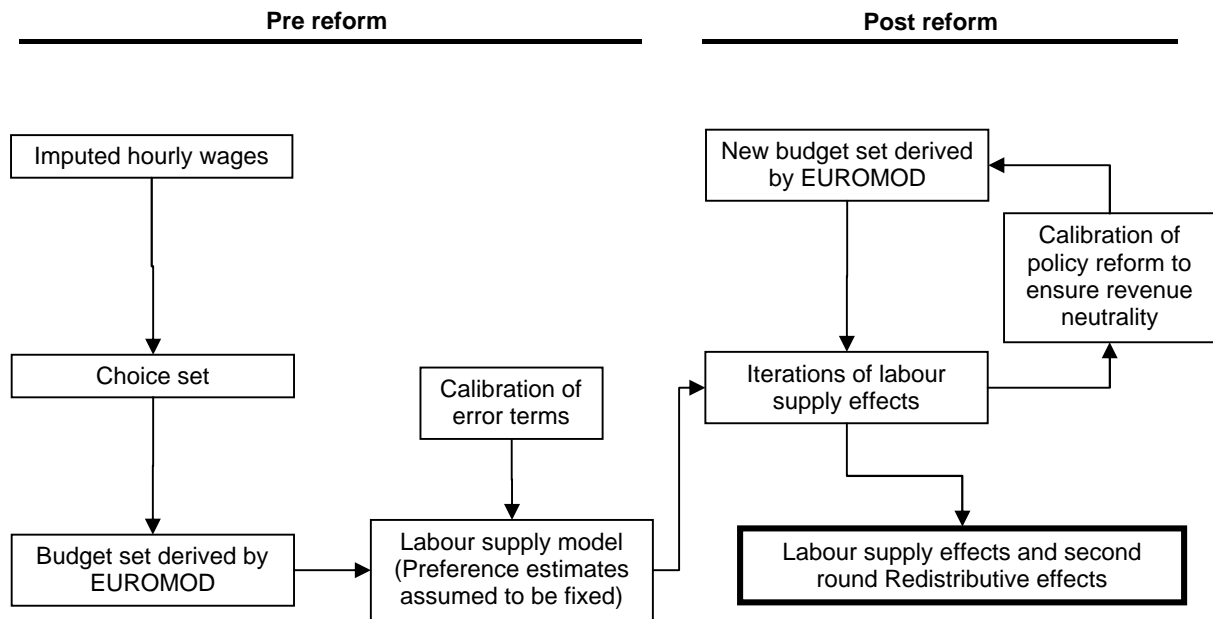 Pre reform
Post reform
Imputed hourly wages
New budget set derived
by EUROMOD
Calibration of
policy reform to
ensure revenue
neutrality
Choice set
Calibration of
error terms
Iterations of labour
supply effects
Budget set derived by
EUROMOD
Labour supply model
(Preference estimates
assumed to be fixed)
Labour supply effects and second
round Redistributive effects